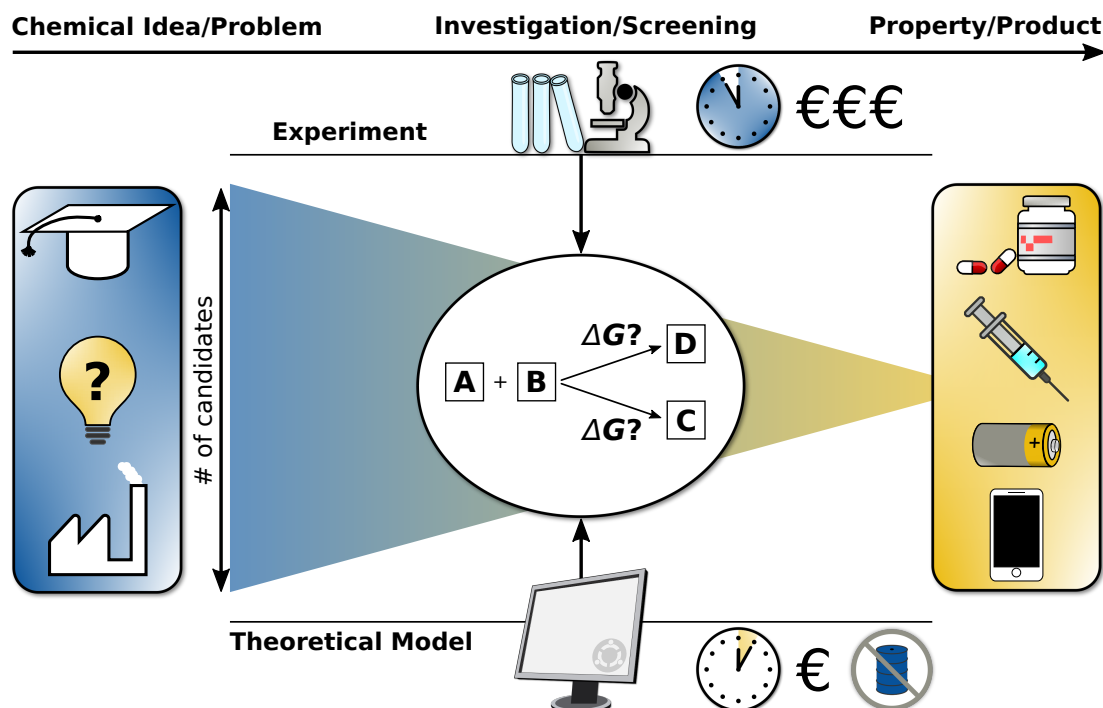 Chemical Idea/Problem
Investigation/Screening
Property/Product
Experiment
€€€
# of candidates
?
ΔG?
A + B
D
C
ΔG?
+
Theoretical Model
€